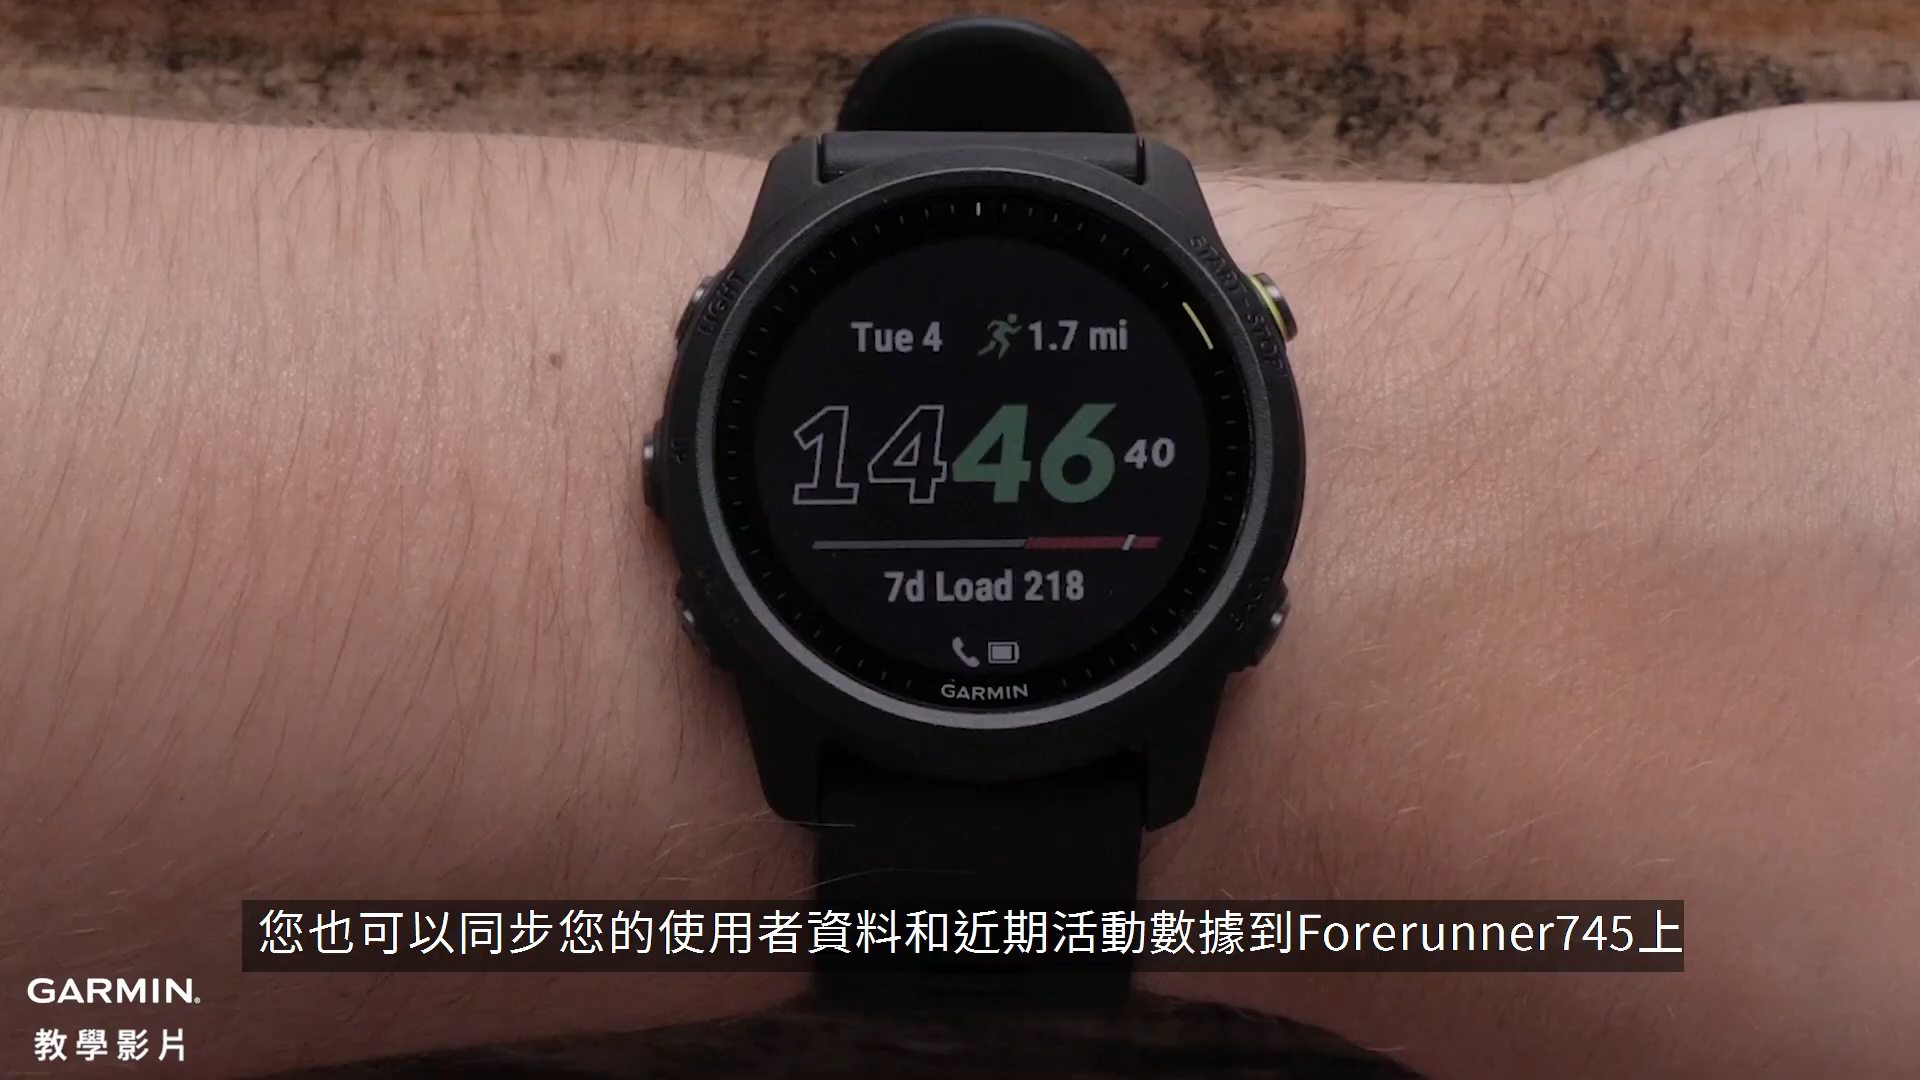 LIGHT
START STOP
UP
BACK
Tue 4 1.7 mi
144640
7d Load 218
GARMIN
您也可以同步您的使用者資料和近期活動數據到Forerunner745上
GARMIN.
教學影片